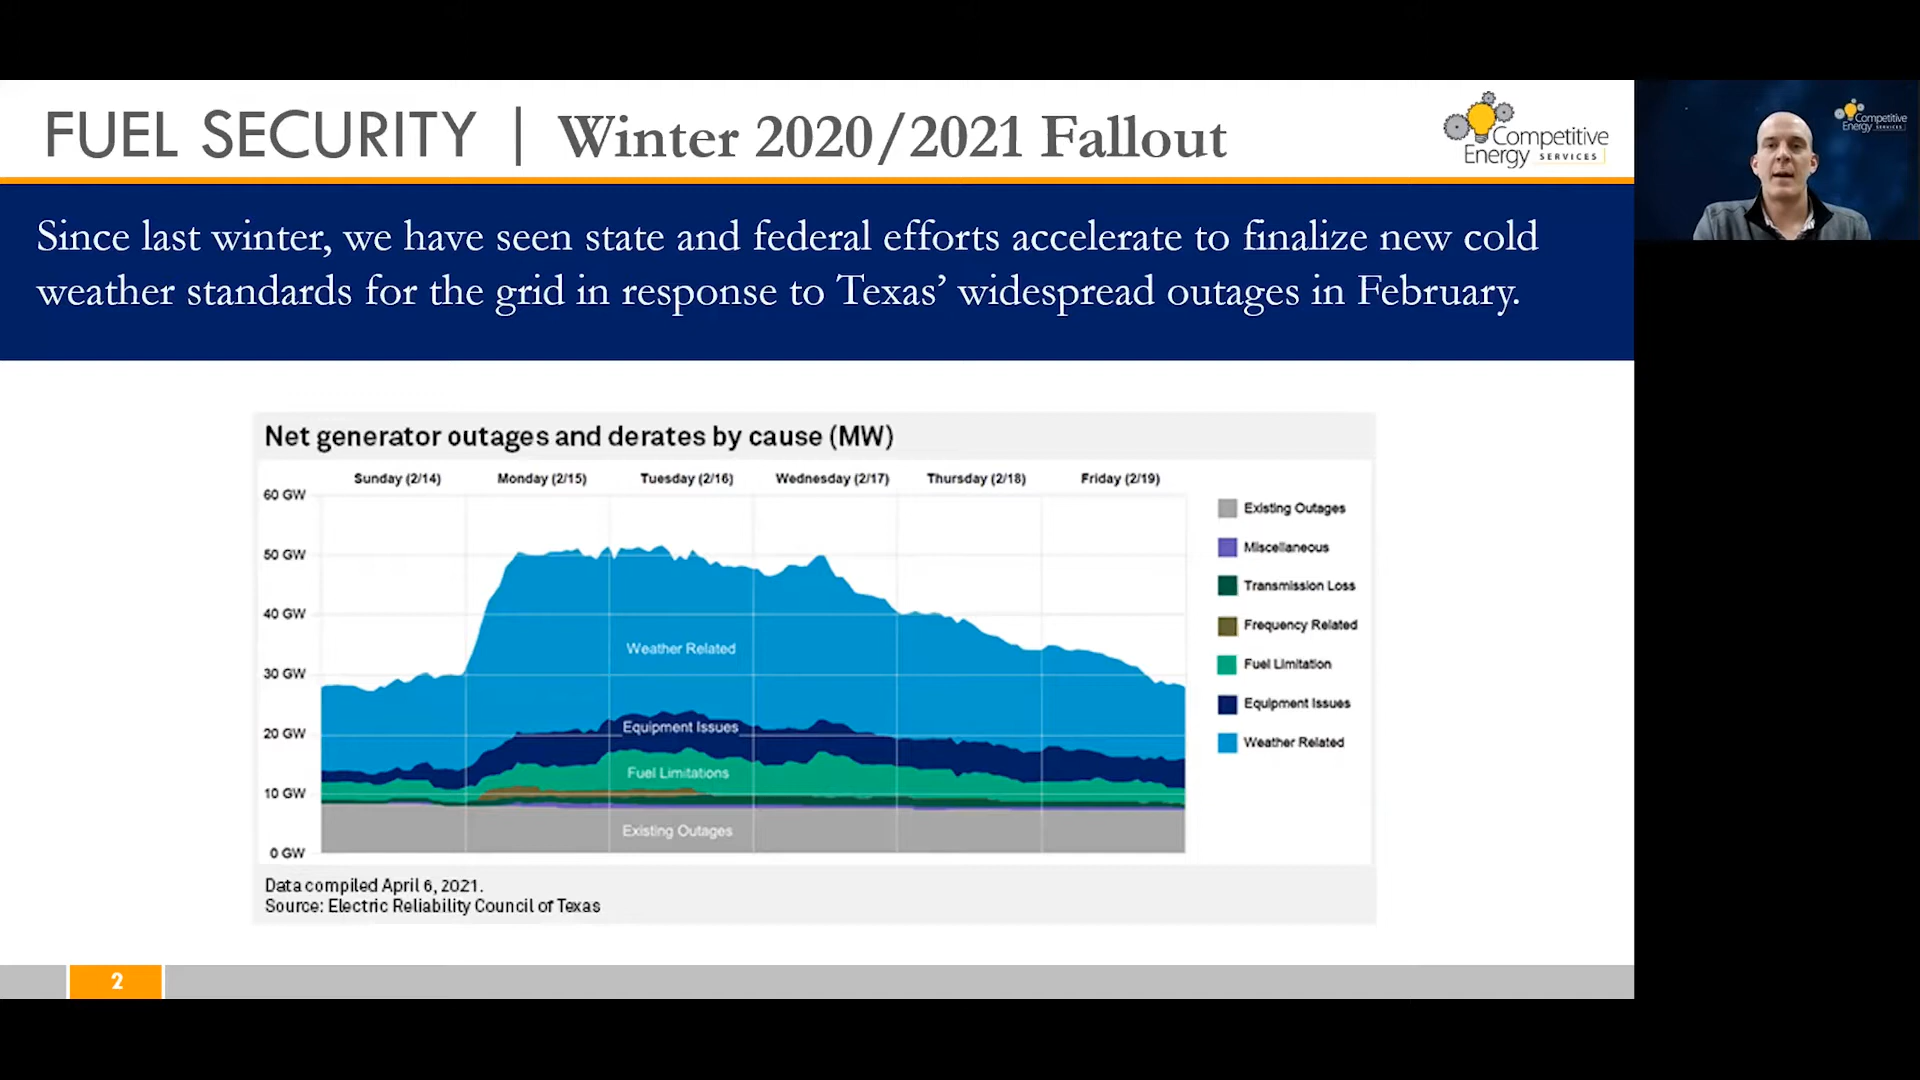 FUEL SECURITY | Winter 2020/2021 Fallout
Competitive
Energy SERVICES
Competitive
Energy SERVICES
Since last winter, we have seen state and federal efforts accelerate to finalize new cold
weather standards for the grid in response to Texas’ widespread outages in February.
Net generator outages and derates by cause (MW)
Sunday (2/14) Monday (2/15) Tuesday (2/16) Wednesday (2/17) Thursday (2/18) Friday (2/19)
60 GW
50 GW
40 GW
30 GW
20 GW
10 GW
0 GW
Weather Related
Equipment Issues
Fuel Limitations
Existing Outages
Existing Outages
Miscellaneous
Transmission Loss
Frequency Related
Fuel Limitation
Equipment Issues
Weather Related
Data compiled April 6, 2021.
Source: Electric Reliability Council of Texas
2